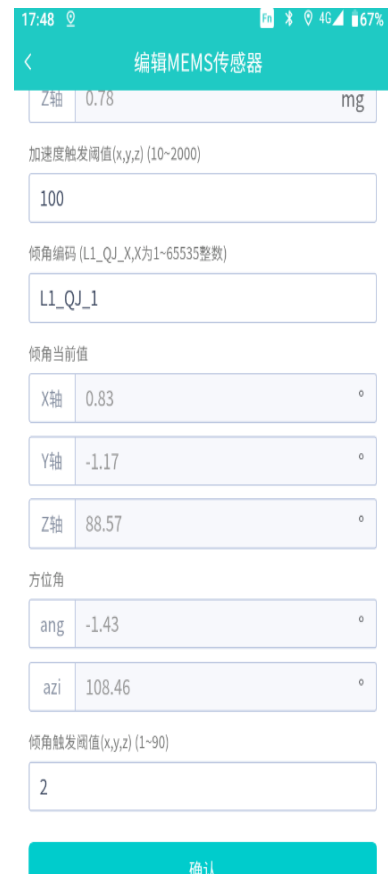 17:48 Fn 4G 67%
编辑MEMS传感器
Z轴 0.78 mg
加速度触发阈值(x,y,z) (10~2000)
100
倾角编码 (L1_QJ_X,X为1~65535整数)
L1_QJ_1
倾角当前值
X轴 0.83 °
Y轴 -1.17 °
Z轴 88.57 °
方位角
ang -1.43 °
azi 108.46 °
倾角触发阈值(x,y,z) (1~90)
2
确认